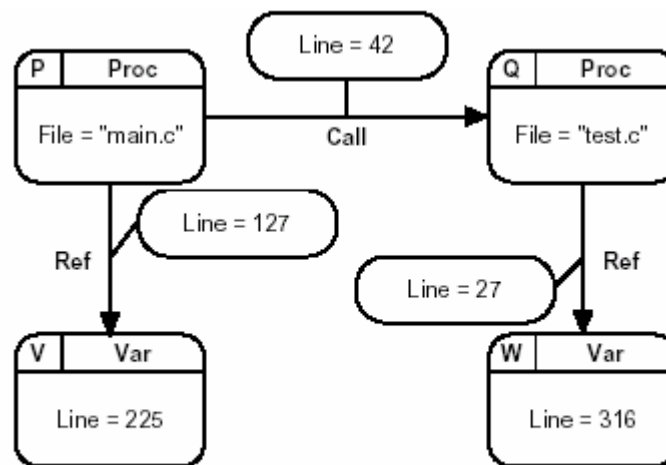 Line = 42
P Proc
Q Proc
File = "main.c"
Call
File = "test.c"
Line = 127
Ref
Ref
Line = 27
V Var
W Var
Line = 225
Line = 316